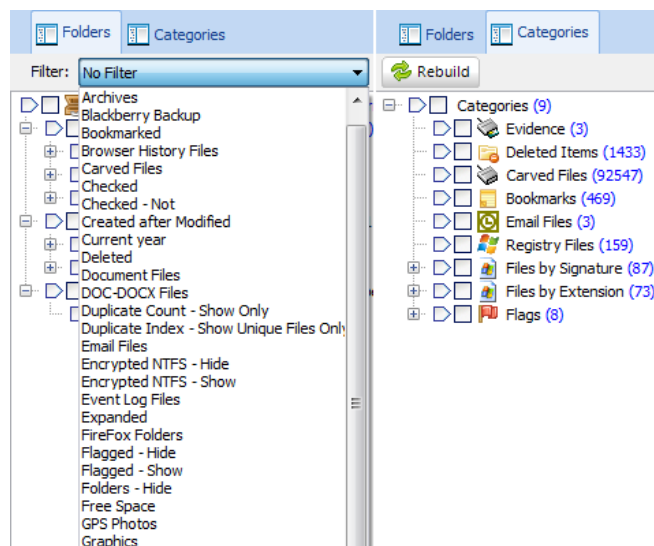 Folders
Categories
Filter: No Filter
Archives
Blackberry Backup
Bookmarked
Browser History Files
Carved Files
Checked
Checked - Not
Created after Modified
Current year
Deleted
Document Files
DOC-DOCX Files
Duplicate Count - Show Only
Duplicate Index - Show Unique Files Only
Email Files
Encrypted NTFS - Hide
Encrypted NTFS - Show
Event Log Files
Expanded
FireFox Folders
Flagged - Hide
Flagged - Show
Folders - Hide
Free Space
GPS Photos
Graphics
Folders
Categories
Rebuild
Categories (9)
Evidence (3)
Deleted Items (1433)
Carved Files (92547)
Bookmarks (469)
Email Files (3)
Registry Files (159)
Files by Signature (87)
Files by Extension (73)
Flags (8)